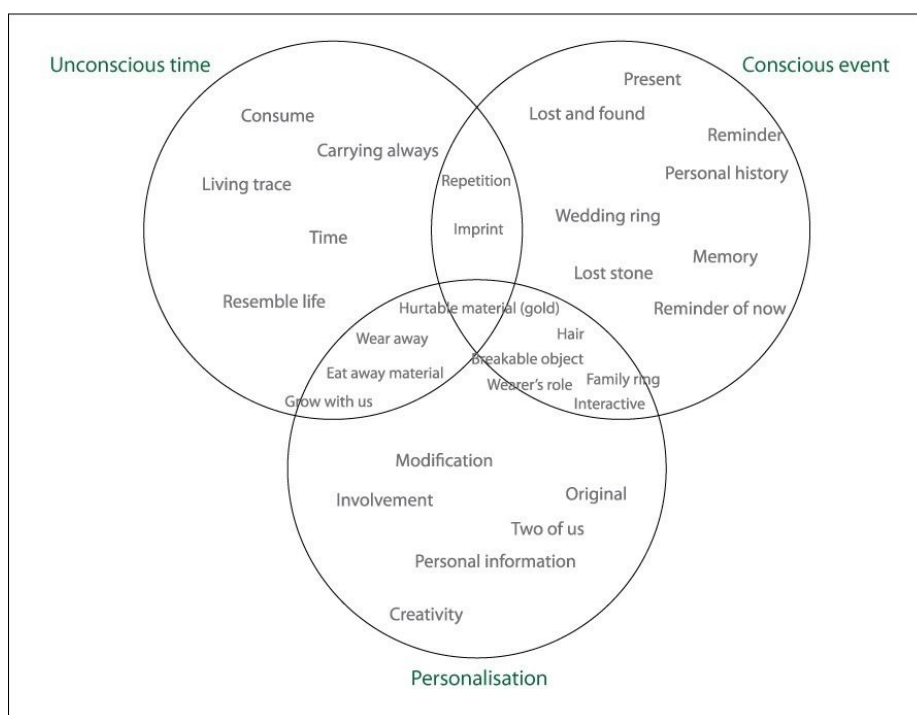 Unconscious time
Conscious event
Consume
Carrying always
Living trace
Time
Resemble life
Repetition
Imprint
Present
Lost and found
Reminder
Personal history
Wedding ring
Memory
Lost stone
Reminder of now
Hurtable material (gold)
Wear away
Eat away material
Grow with us
Hair
Breakable object
Wearer's role
Family ring
Interactive
Modification
Involvement
Original
Two of us
Personal information
Creativity
Personalisation